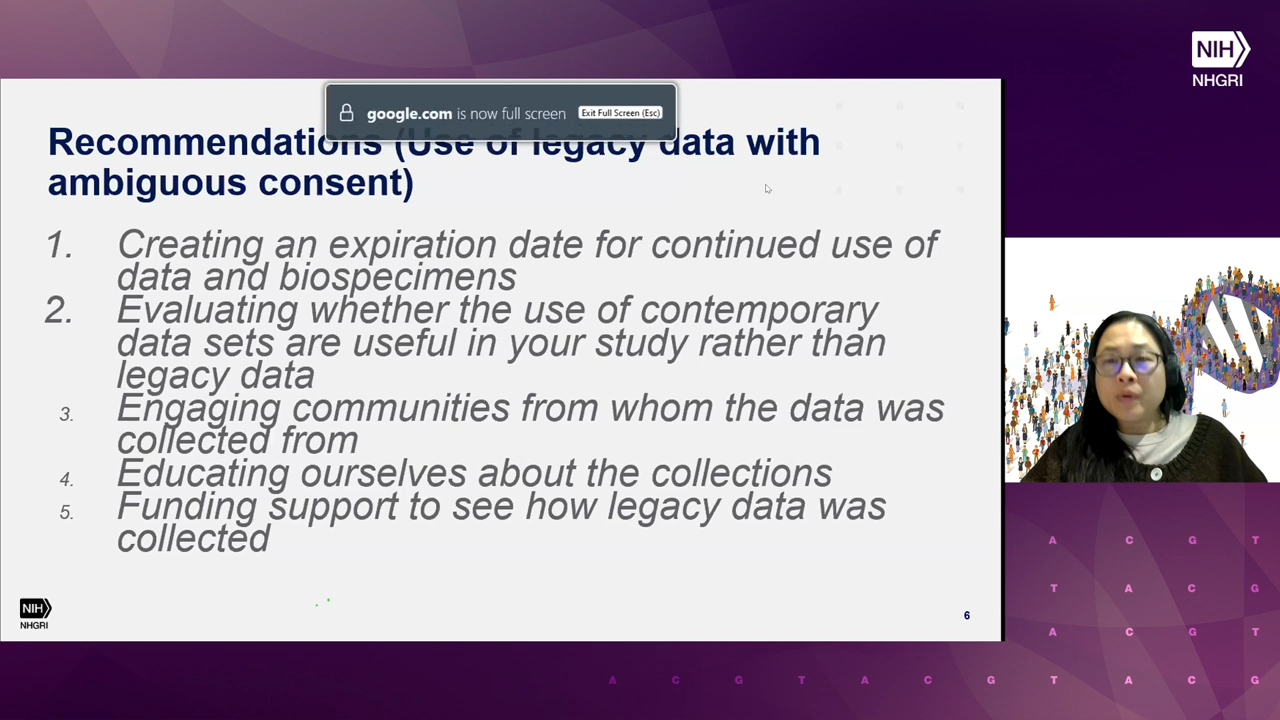 NIH
NHGRI
google.com is now full screen Exit Full Screen (Esc)
Recommendations (Use of legacy data with
ambiguous consent)
1. Creating an expiration date for continued use of
data and biospecimens
2. Evaluating whether the use of contemporary
data sets are useful in your study rather than
legacy data
3. Engaging communities from whom the data was
collected from
4. Educating ourselves about the collections
5. Funding support to see how legacy data was
collected
NIH
NHGRI
6
A C G T
T A C G
A C G T
A C G T A C G T A C G